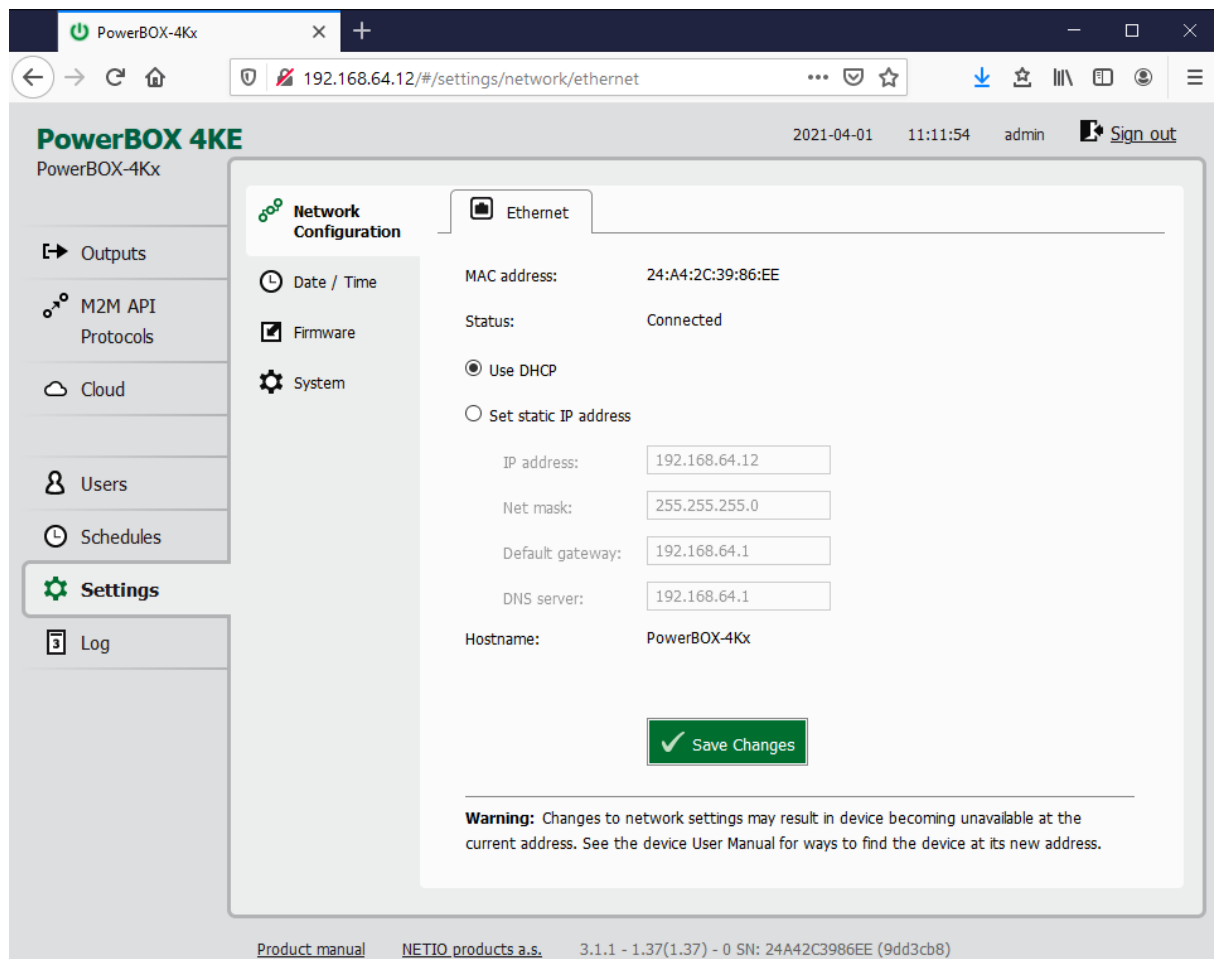 PowerBOX-4Kx
192.168.64.12/#/settings/network/ethernet
PowerBOX 4KE
PowerBOX-4Kx
2021-04-01 11:11:54 admin Sign out
Outputs
M2M API
Protocols
Cloud
Users
Schedules
Settings
3 Log
Network
Configuration
Date / Time
Firmware
System
Ethernet
MAC address: 24:A4:2C:39:86:EE
Status: Connected
Use DHCP
Set static IP address
IP address: 192.168.64.12
Net mask: 255.255.255.0
Default gateway: 192.168.64.1
DNS server: 192.168.64.1
Hostname: PowerBOX-4Kx
Save Changes
Warning: Changes to network settings may result in device becoming unavailable at the
current address. See the device User Manual for ways to find the device at its new address.
Product manual NETIO products a.s. 3.1.1 - 1.37(1.37) - 0 SN: 24A42C3986EE (9dd3cb8)